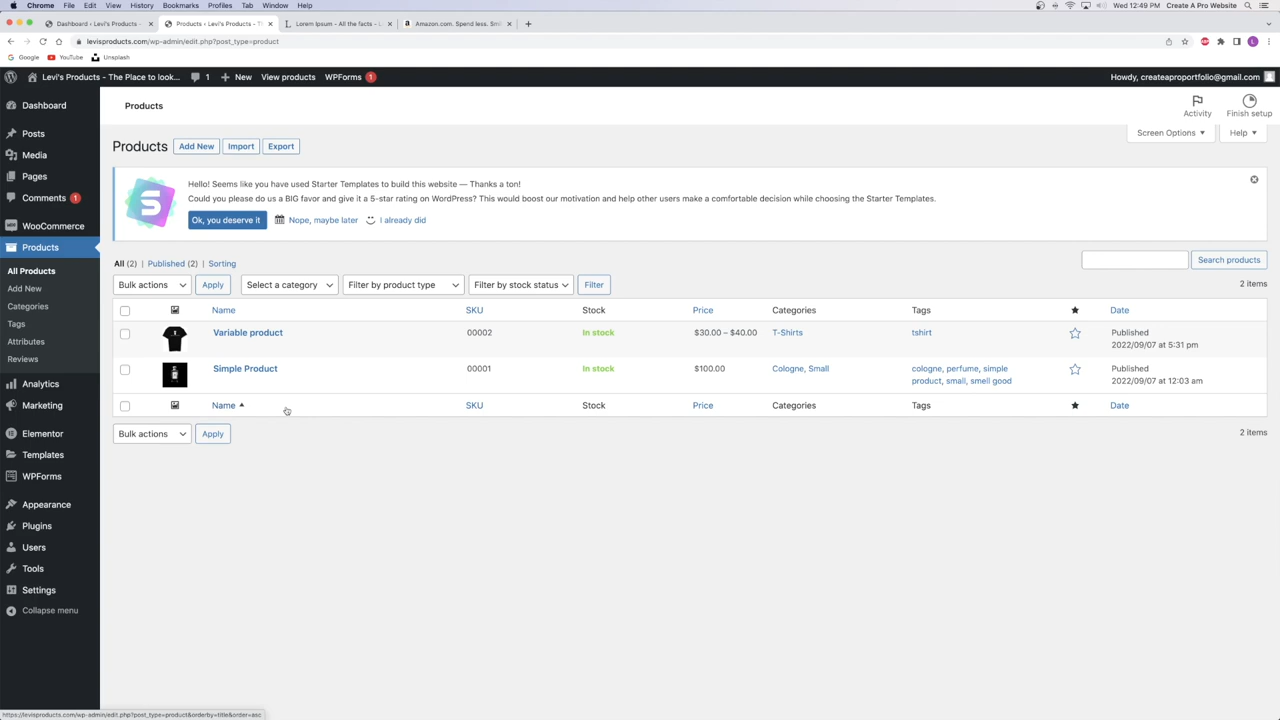 Chrome File Edit View History Bookmarks Profiles Tab Window Help Create A Pro Website Wed 12:49 PM
Dashboard ‹ Levi's Products - Products ‹ Levi's Products - Th Lorem Ipsum - All the facts - L Amazon.com. Spend less. Smi
levisproducts.com/wp-admin/edit.php?post_type=product
Google YouTube Unsplash
Levi's Products - The Place to look... 1 New View products WPForms 1 Howdy, createaproportfolio@gmail.com
Dashboard
Posts
Media
Pages
Comments 1
WooCommerce
Products
All Products
Add New
Categories
Tags
Attributes
Reviews
Analytics
Marketing
Elementor
Templates
WPForms
Appearance
Plugins
Users
Tools
Settings
Collapse menu
Products
Activity Finish setup
Screen Options Help
Products Add New Import Export
Hello! Seems like you have used Starter Templates to build this website — Thanks a ton!
Could you please do us a BIG favor and give it a 5-star rating on WordPress? This would boost our motivation and help other users make a comfortable decision while choosing the Starter Templates.
Ok, you deserve it Nope, maybe later I already did
All (2) | Published (2) | Sorting
Search products
Bulk actions Apply Select a category Filter by product type Filter by stock status Filter
2 items
Name SKU Stock Price Categories Tags Date
Variable product 00002 In stock $30.00 – $40.00 T-Shirts tshirt Published
2022/09/07 at 5:31 pm
Simple Product 00001 In stock $100.00 Cologne, Small cologne, perfume, simple Published
product, small, smell good 2022/09/07 at 12:03 am
Name SKU Stock Price Categories Tags Date
Bulk actions Apply
2 items
https://levisproducts.com/wp-admin/edit.php?post_type=product&orderby=title&order=asc